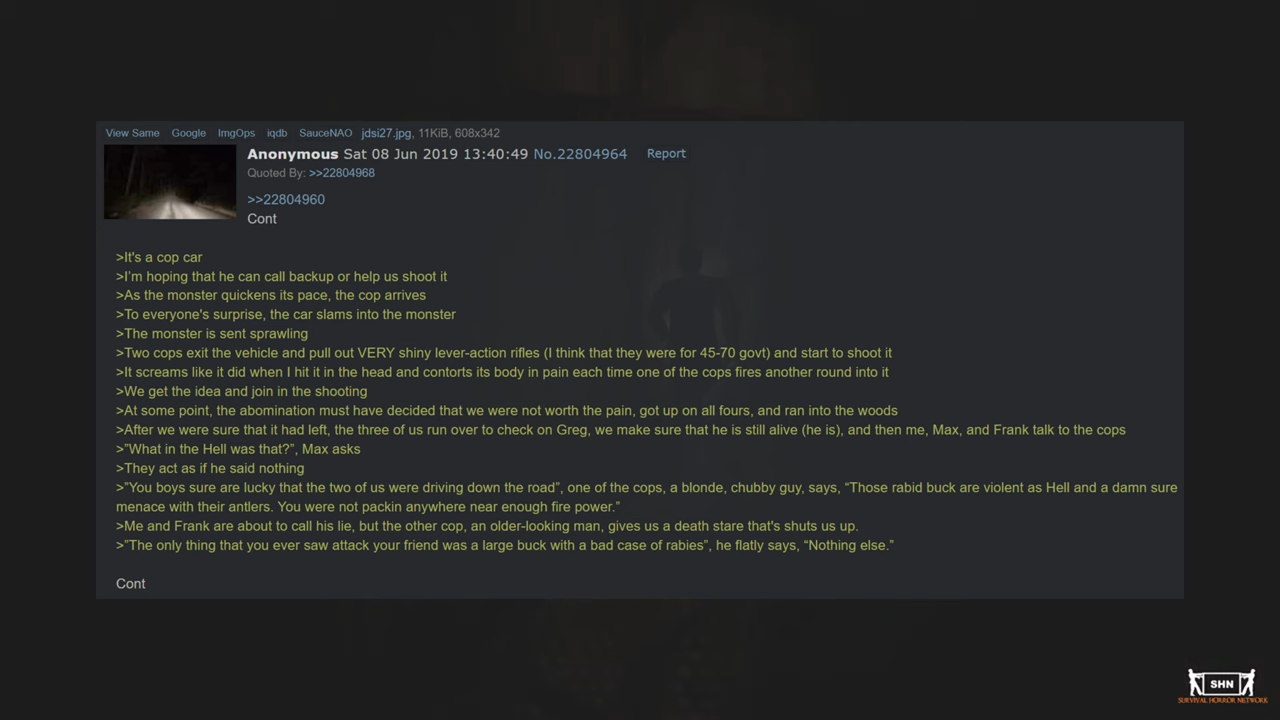 View Same Google ImgOps iqdb SauceNAO jdsi27.jpg, 11KiB, 608x342
Anonymous Sat 08 Jun 2019 13:40:49 No.22804964 Report
Quoted By: >>22804968
>>22804960
Cont
>It's a cop car
>I'm hoping that he can call backup or help us shoot it
>As the monster quickens its pace, the cop arrives
>To everyone's surprise, the car slams into the monster
>The monster is sent sprawling
>Two cops exit the vehicle and pull out VERY shiny lever-action rifles (I think that they were for 45-70 govt) and start to shoot it
>It screams like it did when I hit it in the head and contorts its body in pain each time one of the cops fires another round into it
>We get the idea and join in the shooting
>At some point, the abomination must have decided that we were not worth the pain, got up on all fours, and ran into the woods
>After we were sure that it had left, the three of us run over to check on Greg, we make sure that he is still alive (he is), and then me, Max, and Frank talk to the cops
>”What in the Hell was that?”, Max asks
>They act as if he said nothing
>”You boys sure are lucky that the two of us were driving down the road”, one of the cops, a blonde, chubby guy, says, “Those rabid buck are violent as Hell and a damn sure
menace with their antlers. You were not packin anywhere near enough fire power.”
>Me and Frank are about to call his lie, but the other cop, an older-looking man, gives us a death stare that's shuts us up.
>”The only thing that you ever saw attack your friend was a large buck with a bad case of rabies”, he flatly says, “Nothing else.”
Cont
SHN
SURVIVAL HORROR NETWORK